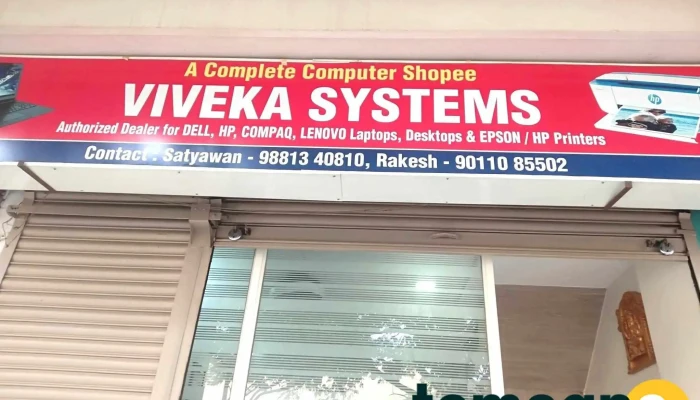 A Complete Computer Shopee
VIVEKA SYSTEMS
Authorized Dealer for DELL, HP, COMPAQ, LENOVO Laptops, Desktops & EPSON / HP Printers
Contact : Satyawan - 98813 40810, Rakesh - 90110 85502
hp